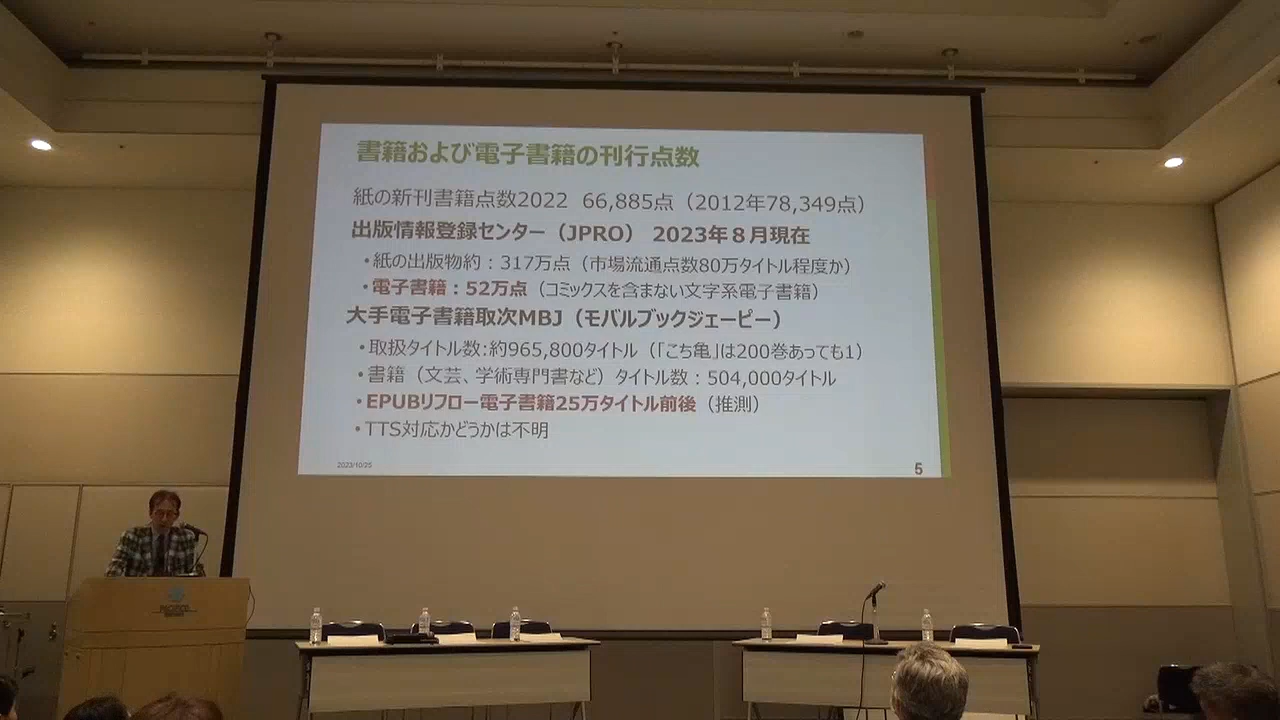 書籍および電子書籍の刊行点数
紙の新刊書籍点数2022 66,885点（2012年78,349点）
出版情報登録センター（JPRO） 2023年８月現在
・紙の出版物約：317万点（市場流通点数80万タイトル程度か）
・電子書籍：52万点（コミックスを含まない文字系電子書籍）
大手電子書籍取次MBJ（モバルブックジェーピー）
・取扱タイトル数:約965,800タイトル（「こち亀」は200巻あっても1）
・書籍（文芸、学術専門書など）タイトル数：504,000タイトル
・EPUBリフロー電子書籍25万タイトル前後（推測）
・TTS対応かどうかは不明
2023/10/25
5
PACIFICO